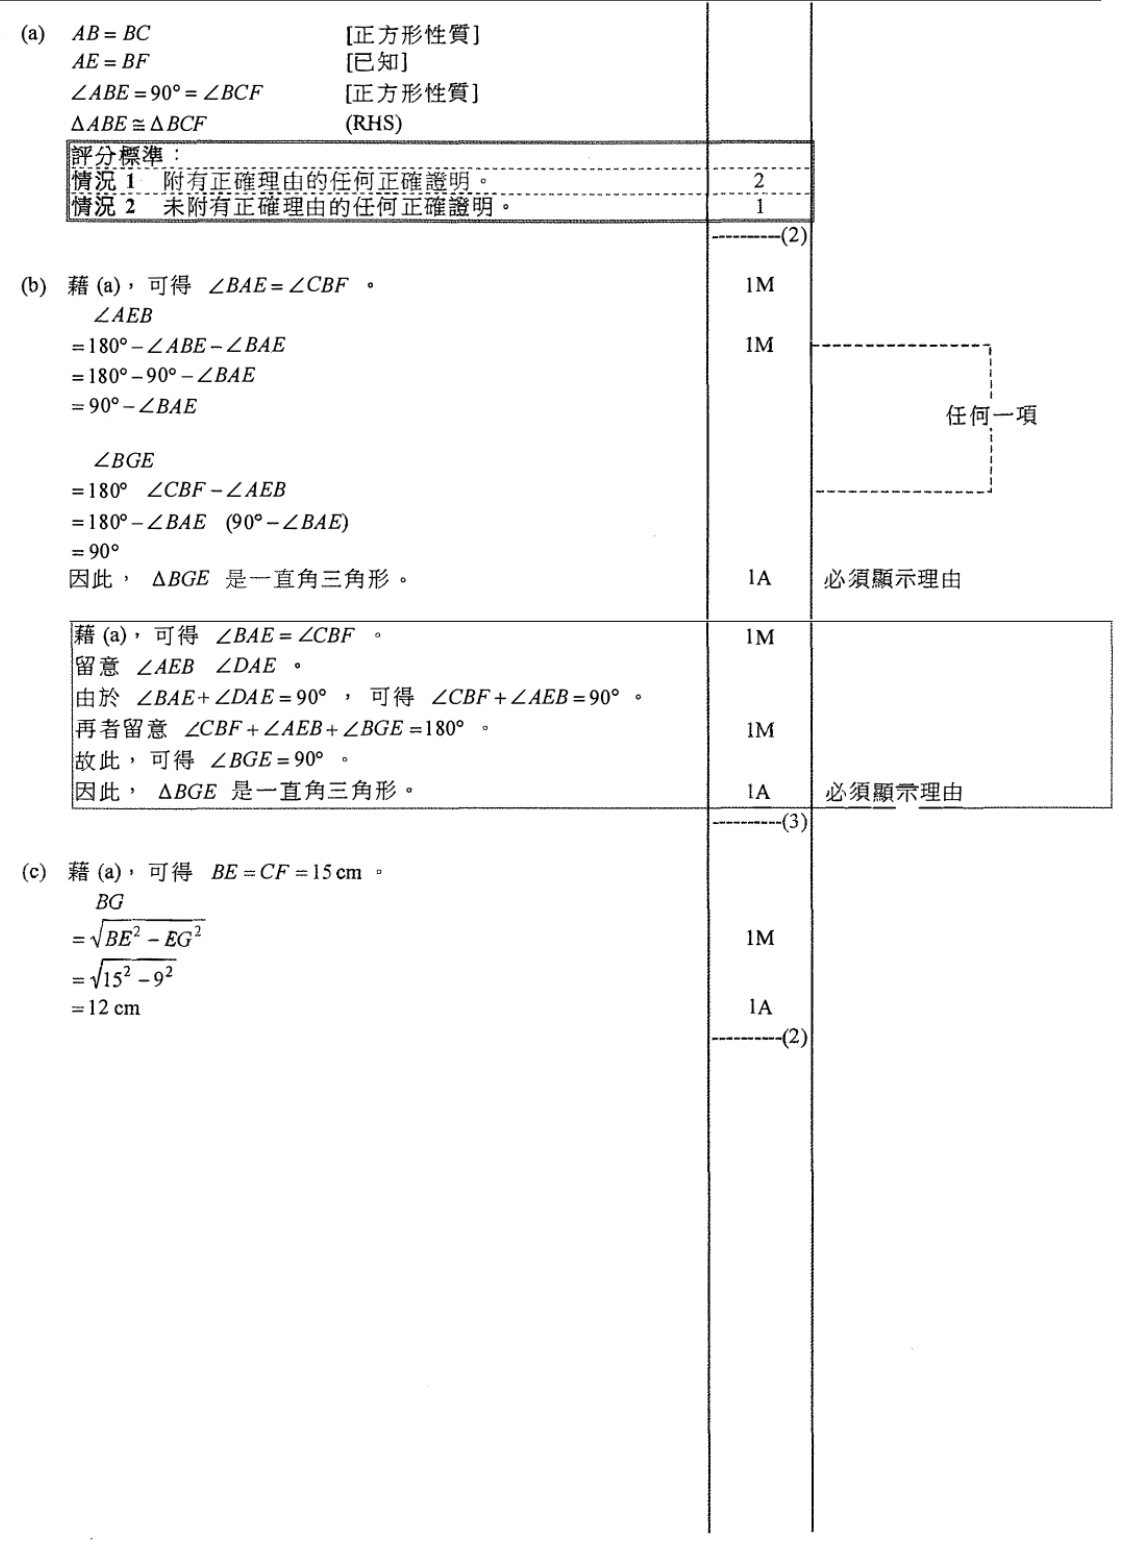 (a) AB = BC [正方形性質]
AE = BF [已知]
∠ABE = 90° = ∠BCF [正方形性質]
ΔABE ≅ ΔBCF (RHS)
評分標準：
情況 1 附有正確理由的任何正確證明。 2
情況 2 未附有正確理由的任何正確證明。 1
----------(2)
(b) 藉 (a)，可得 ∠BAE = ∠CBF 。 1M
∠AEB
= 180° − ∠ABE − ∠BAE 1M
= 180° − 90° − ∠BAE
= 90° − ∠BAE
任何一項
∠BGE
= 180° ∠CBF − ∠AEB
= 180° − ∠BAE (90° − ∠BAE)
= 90°
因此， ΔBGE 是一直角三角形。 1A 必須顯示理由
藉 (a)，可得 ∠BAE = ∠CBF 。 1M
留意 ∠AEB ∠DAE 。
由於 ∠BAE + ∠DAE = 90° ，可得 ∠CBF + ∠AEB = 90° 。
再者留意 ∠CBF + ∠AEB + ∠BGE = 180° 。 1M
故此，可得 ∠BGE = 90° 。
因此， ΔBGE 是一直角三角形。 1A 必須顯示理由
----------(3)
(c) 藉 (a)，可得 BE = CF = 15 cm 。
BG
= √(BE² − EG²) 1M
= √(15² − 9²)
= 12 cm 1A
----------(2)